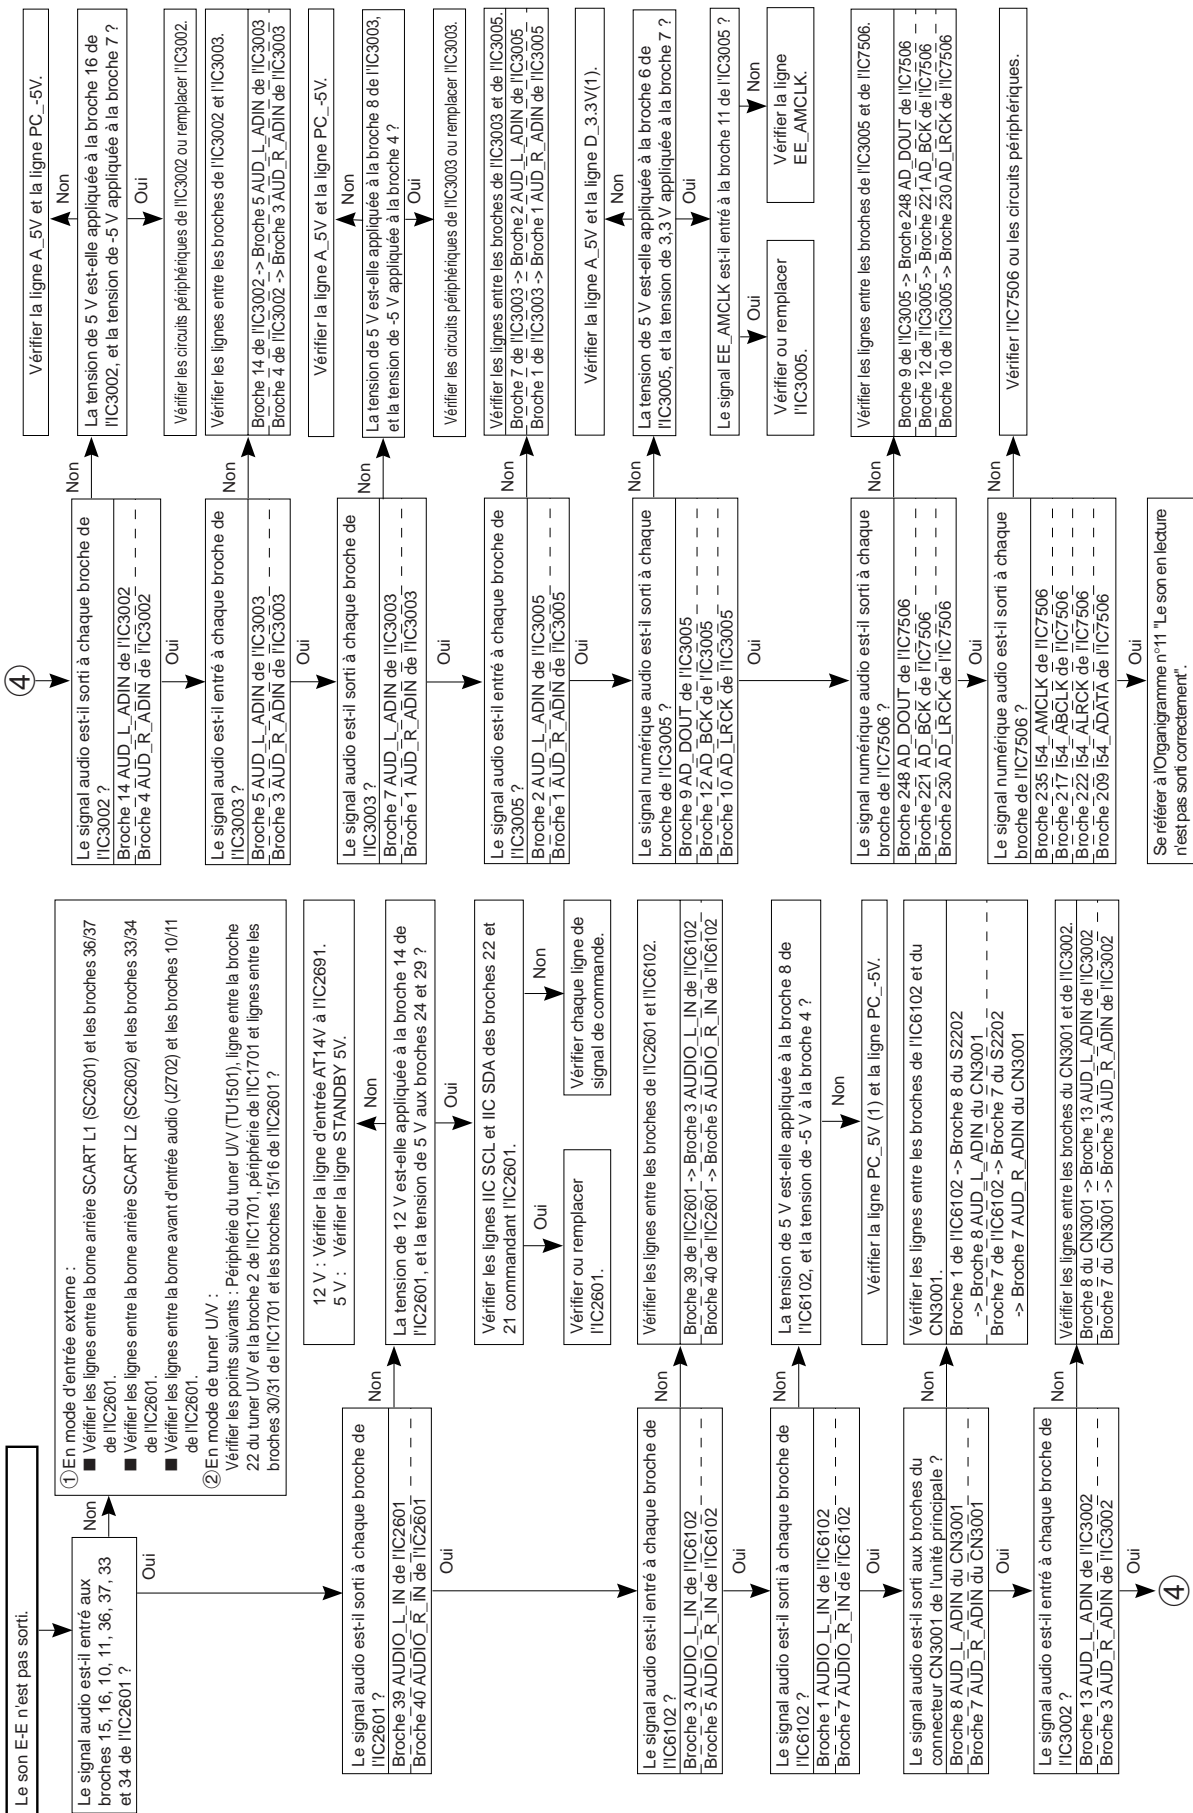 Le son E-E n'est pas sorti.
Le signal audio est-il entré aux
broches 15, 16, 10, 11, 36, 37, 33
et 34 de l'IC2601 ?
Non
Oui
① En mode d'entrée externe :
■ Vérifier les lignes entre la borne arrière SCART L1 (SC2601) et les broches 36/37
de l'IC2601.
■ Vérifier les lignes entre la borne arrière SCART L2 (SC2602) et les broches 33/34
de l'IC2601.
■ Vérifier les lignes entre la borne avant d'entrée audio (J2702) et les broches 10/11
de l'IC2601.
② En mode de tuner U/V :
Vérifier les points suivants : Périphérie du tuner U/V (TU1501), ligne entre la broche
22 du tuner U/V et la broche 2 de l'IC1701, périphérie de l'IC1701 et lignes entre les
broches 30/31 de l'IC1701 et les broches 15/16 de l'IC2601 ?
Le signal audio est-il sorti à chaque broche de
l'IC2601 ?
Broche 39 AUDIO_L_IN de l'IC2601
Broche 40 AUDIO_R_IN de l'IC2601
Non
Oui
12 V : Vérifier la ligne d'entrée AT14V à l'IC2691.
5 V : Vérifier la ligne STANDBY 5V.
Non
La tension de 12 V est-elle appliquée à la broche 14 de
l'IC2601, et la tension de 5 V aux broches 24 et 29 ?
Oui
Vérifier les lignes IIC SCL et IIC SDA des broches 22 et
21 commandant l'IC2601.
Oui
Non
Vérifier ou remplacer
l'IC2601.
Vérifier chaque ligne de
signal de commande.
Le signal audio est-il entré à chaque broche de
l'IC6102 ?
Broche 3 AUDIO_L_IN de l'IC6102
Broche 5 AUDIO_R_IN de l'IC6102
Non
Oui
Vérifier les lignes entre les broches de l'IC2601 et l'IC6102.
Broche 39 de l'IC2601 -> Broche 3 AUDIO_L_IN de l'IC6102
Broche 40 de l'IC2601 -> Broche 5 AUDIO_R_IN de l'IC6102
Le signal audio est-il sorti à chaque broche de
l'IC6102 ?
Broche 1 AUDIO_L_IN de l'IC6102
Broche 7 AUDIO_R_IN de l'IC6102
Non
Oui
La tension de 5 V est-elle appliquée à la broche 8 de
l'IC6102, et la tension de -5 V à la broche 4 ?
Non
Vérifier la ligne PC_5V (1) et la ligne PC_-5V.
Le signal audio est-il sorti aux broches du
connecteur CN3001 de l'unité principale ?
Broche 8 AUD_L_ADIN du CN3001
Broche 7 AUD_R_ADIN du CN3001
Non
Oui
Vérifier les lignes entre les broches de l'IC6102 et du
CN3001.
Broche 1 de l'IC6102 -> Broche 8 du S2202
-> Broche 8 AUD_L_ADIN du CN3001
Broche 7 de l'IC6102 -> Broche 7 du S2202
-> Broche 7 AUD_R_ADIN du CN3001
Le signal audio est-il entré à chaque broche de
l'IC3002 ?
Broche 13 AUD_L_ADIN de l'IC3002
Broche 3 AUD_R_ADIN de l'IC3002
Non
Oui
Vérifier les lignes entre les broches du CN3001 et de l'IC3002.
Broche 8 du CN3001 -> Broche 13 AUD_L_ADIN de l'IC3002
Broche 7 du CN3001 -> Broche 3 AUD_R_ADIN de l'IC3002
④
④
Le signal audio est-il sorti à chaque broche de
l'IC3002 ?
Broche 14 AUD_L_ADIN de l'IC3002
Broche 4 AUD_R_ADIN de l'IC3002
Non
Oui
Vérifier la ligne A_5V et la ligne PC_-5V.
Non
La tension de 5 V est-elle appliquée à la broche 16 de
l'IC3002, et la tension de -5 V appliquée à la broche 7 ?
Oui
Vérifier les circuits périphériques de l'IC3002 ou remplacer l'IC3002.
Le signal audio est-il entré à chaque broche de
l'IC3003 ?
Broche 5 AUD_L_ADIN de l'IC3003
Broche 3 AUD_R_ADIN de l'IC3003
Non
Oui
Vérifier les lignes entre les broches de l'IC3002 et l'IC3003.
Broche 14 de l'IC3002 -> Broche 5 AUD_L_ADIN de l'IC3003
Broche 4 de l'IC3002 -> Broche 3 AUD_R_ADIN de l'IC3003
Le signal audio est-il sorti à chaque broche de
l'IC3003 ?
Broche 7 AUD_L_ADIN de l'IC3003
Broche 1 AUD_R_ADIN de l'IC3003
Non
Oui
Vérifier la ligne A_5V et la ligne PC_-5V.
Non
La tension de 5 V est-elle appliquée à la broche 8 de l'IC3003,
et la tension de -5 V appliquée à la broche 4 ?
Oui
Vérifier les circuits périphériques de l'IC3003 ou remplacer l'IC3003.
Le signal audio est-il entré à chaque broche de
l'IC3005 ?
Broche 2 AUD_L_ADIN de l'IC3005
Broche 1 AUD_R_ADIN de l'IC3005
Non
Oui
Vérifier les lignes entre les broches de l'IC3003 et de l'IC3005.
Broche 7 de l'IC3003 -> Broche 2 AUD_L_ADIN de l'IC3005
Broche 1 de l'IC3003 -> Broche 1 AUD_R_ADIN de l'IC3005
Le signal numérique audio est-il sorti à chaque
broche de l'IC3005 ?
Broche 9 AD_DOUT de l'IC3005
Broche 12 AD_BCK de l'IC3005
Broche 10 AD_LRCK de l'IC3005
Non
Oui
Vérifier la ligne A_5V et la ligne D_3.3V(1).
Non
La tension de 5 V est-elle appliquée à la broche 6 de
l'IC3005, et la tension de 3,3 V appliquée à la broche 7 ?
Oui
Le signal EE_AMCLK est-il entré à la broche 11 de l'IC3005 ?
Oui
Non
Vérifier ou remplacer
l'IC3005.
Vérifier la ligne
EE_AMCLK.
Le signal numérique audio est-il sorti à chaque
broche de l'IC7506 ?
Broche 248 AD_DOUT de l'IC7506
Broche 221 AD_BCK de l'IC7506
Broche 230 AD_LRCK de l'IC7506
Non
Oui
Vérifier les lignes entre les broches de l'IC3005 et de l'IC7506.
Broche 9 de l'IC3005 -> Broche 248 AD_DOUT de l'IC7506
Broche 12 de l'IC3005 -> Broche 221 AD_BCK de l'IC7506
Broche 10 de l'IC3005 -> Broche 230 AD_LRCK de l'IC7506
Le signal numérique audio est-il sorti à chaque
broche de l'IC7506 ?
Broche 235 I54_AMCLK de l'IC7506
Broche 217 I54_ABCLK de l'IC7506
Broche 222 I54_ALRCK de l'IC7506
Broche 209 I54_ADATA de l'IC7506
Non
Oui
Vérifier l'IC7506 ou les circuits périphériques.
Se référer à l'Organigramme n°11 "Le son en lecture
n'est pas sorti correctement".